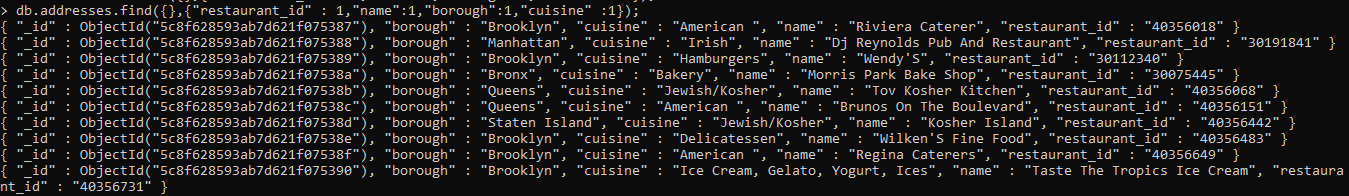 > db.addresses.find({},{"restaurant_id" : 1,"name":1,"borough":1,"cuisine" :1});
{ "_id" : ObjectId("5c8f628593ab7d621f075387"), "borough" : "Brooklyn", "cuisine" : "American ", "name" : "Riviera Caterer", "restaurant_id" : "40356018" }
{ "_id" : ObjectId("5c8f628593ab7d621f075388"), "borough" : "Manhattan", "cuisine" : "Irish", "name" : "Dj Reynolds Pub And Restaurant", "restaurant_id" : "30191841" }
{ "_id" : ObjectId("5c8f628593ab7d621f075389"), "borough" : "Brooklyn", "cuisine" : "Hamburgers", "name" : "Wendy'S", "restaurant_id" : "30112340" }
{ "_id" : ObjectId("5c8f628593ab7d621f07538a"), "borough" : "Bronx", "cuisine" : "Bakery", "name" : "Morris Park Bake Shop", "restaurant_id" : "30075445" }
{ "_id" : ObjectId("5c8f628593ab7d621f07538b"), "borough" : "Queens", "cuisine" : "Jewish/Kosher", "name" : "Tov Kosher Kitchen", "restaurant_id" : "40356068" }
{ "_id" : ObjectId("5c8f628593ab7d621f07538c"), "borough" : "Queens", "cuisine" : "American ", "name" : "Brunos On The Boulevard", "restaurant_id" : "40356151" }
{ "_id" : ObjectId("5c8f628593ab7d621f07538d"), "borough" : "Staten Island", "cuisine" : "Jewish/Kosher", "name" : "Kosher Island", "restaurant_id" : "40356442" }
{ "_id" : ObjectId("5c8f628593ab7d621f07538e"), "borough" : "Brooklyn", "cuisine" : "Delicatessen", "name" : "Wilken'S Fine Food", "restaurant_id" : "40356483" }
{ "_id" : ObjectId("5c8f628593ab7d621f07538f"), "borough" : "Brooklyn", "cuisine" : "American ", "name" : "Regina Caterers", "restaurant_id" : "40356649" }
{ "_id" : ObjectId("5c8f628593ab7d621f075390"), "borough" : "Brooklyn", "cuisine" : "Ice Cream, Gelato, Yogurt, Ices", "name" : "Taste The Tropics Ice Cream", "restaura
nt_id" : "40356731" }